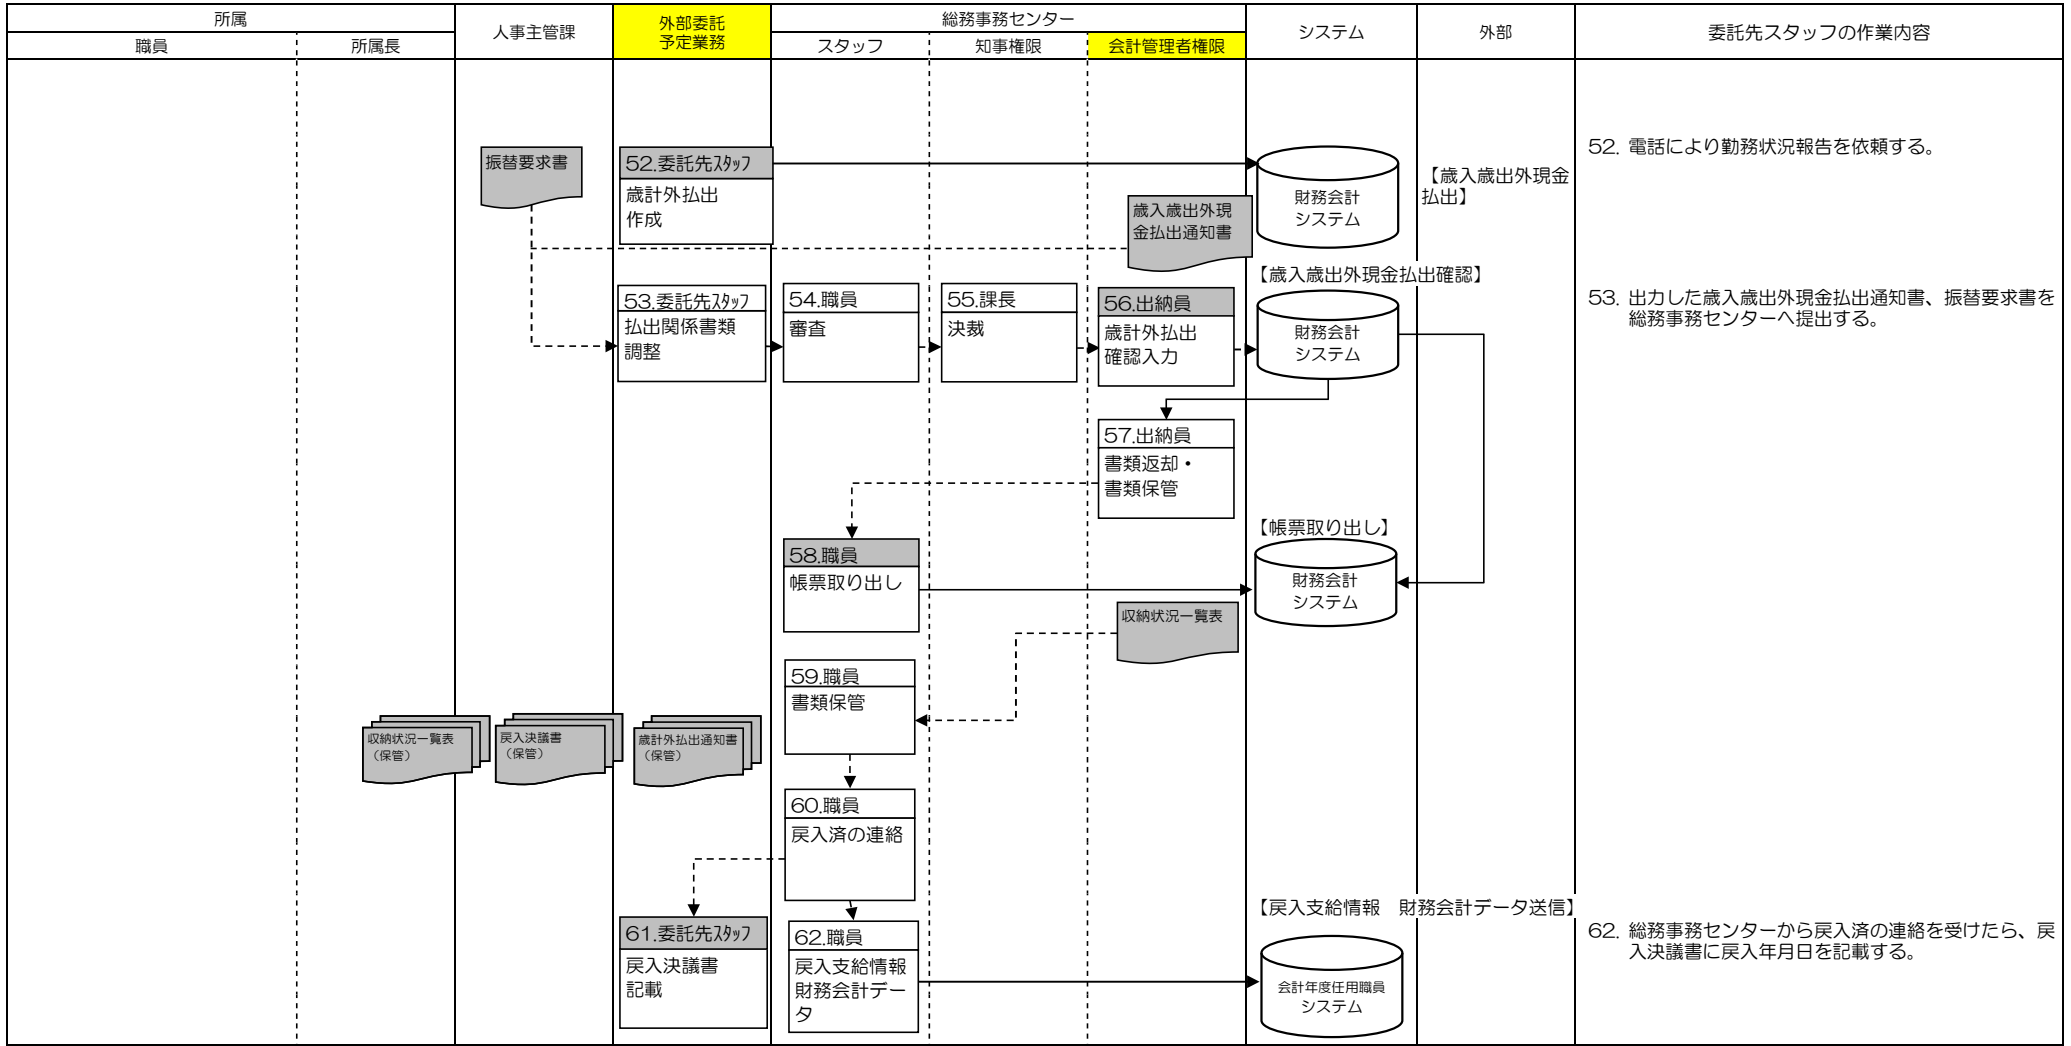 所属
職員
所属長
人事主管課
外部委託
予定業務
総務事務センター
スタッフ
知事権限
会計管理者権限
システム
外部
委託先スタッフの作業内容
振替要求書
52.委託先ｽﾀｯﾌ
歳計外払出
作成
財務会計
システム
【歳入歳出外現金
払出】
52. 電話により勤務状況報告を依頼する。
歳入歳出外現
金払出通知書
【歳入歳出外現金払出確認】
53.委託先ｽﾀｯﾌ
払出関係書類
調整
54.職員
審査
55.課長
決裁
56.出納員
歳計外払出
確認入力
財務会計
システム
53. 出力した歳入歳出外現金払出通知書、振替要求書を
総務事務センターへ提出する。
57.出納員
書類返却・
書類保管
【帳票取り出し】
58.職員
帳票取り出し
財務会計
システム
収納状況一覧表
59.職員
書類保管
収納状況一覧表
（保管）
戻入決議書
（保管）
歳計外払出通知書
（保管）
60.職員
戻入済の連絡
【戻入支給情報　財務会計データ送信】
61.委託先ｽﾀｯﾌ
戻入決議書
記載
62.職員
戻入支給情報
財務会計デー
タ
会計年度任用職員
システム
62. 総務事務センターから戻入済の連絡を受けたら、戻
入決議書に戻入年月日を記載する。